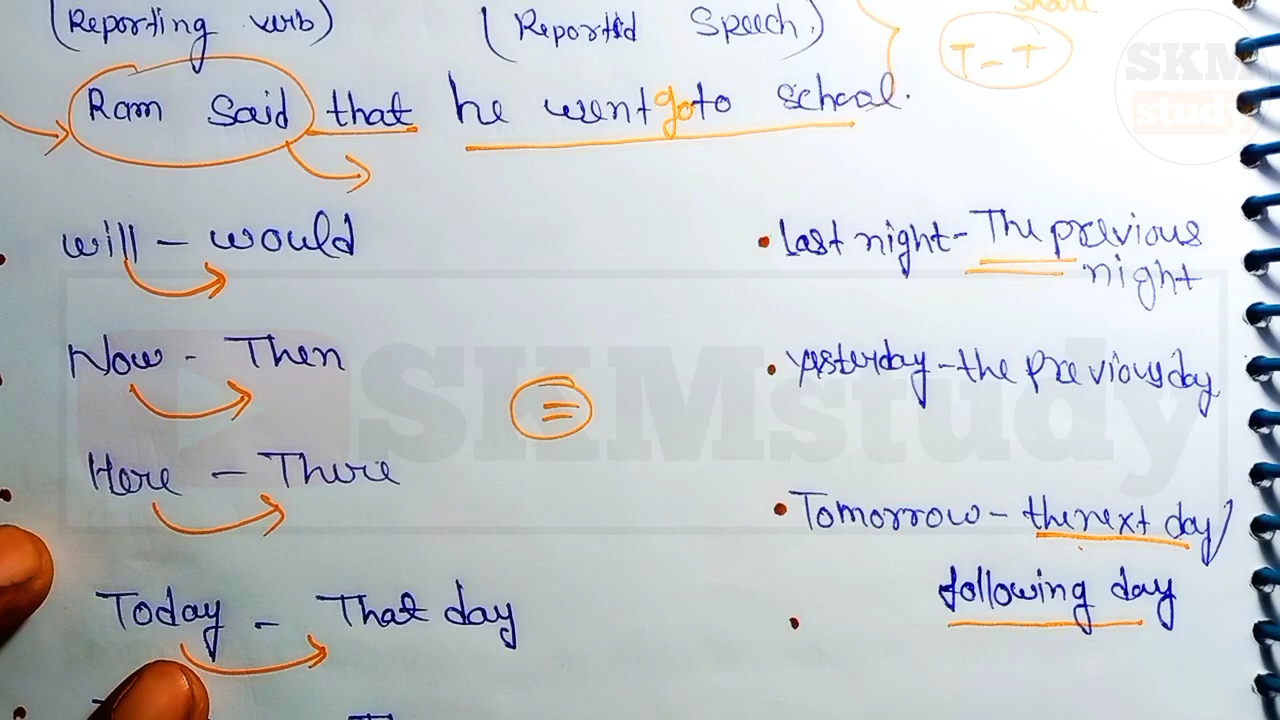 (Reporting verb) (Reported Speech.)
T - T
SKM
study
Ram Said that he went go to school.
will - would
• last night - The previous
night
Now - Then
• yesterday - the previous day
SKMstudy
Here - There
• Tomorrow - the next day/
following day
Today - That day